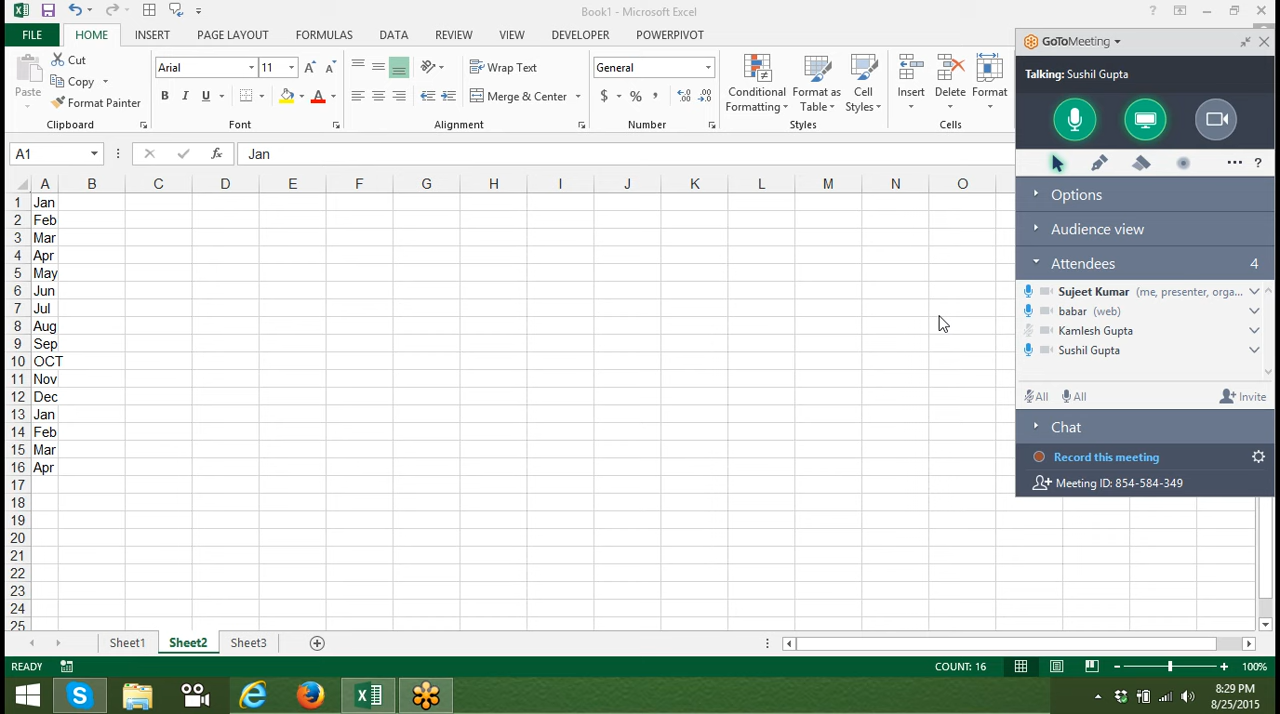 Book1 - Microsoft Excel
FILE HOME INSERT PAGE LAYOUT FORMULAS DATA REVIEW VIEW DEVELOPER POWERPIVOT
Paste
Cut
Copy
Format Painter
Clipboard
Arial 11
B I U
Font
Wrap Text
Merge & Center
Alignment
General
$ % ,
Number
Conditional Formatting
Format as Table
Cell Styles
Styles
Insert
Delete
Format
Cells
A1
fx
Jan
A B C D E F G H I J K L M N O
1 Jan
2 Feb
3 Mar
4 Apr
5 May
6 Jun
7 Jul
8 Aug
9 Sep
10 OCT
11 Nov
12 Dec
13 Jan
14 Feb
15 Mar
16 Apr
17
18
19
20
21
22
23
24
25
Sheet1 Sheet2 Sheet3
READY
COUNT: 16
100%
GoToMeeting
Talking: Sushil Gupta
?
Options
Audience view
Attendees 4
Sujeet Kumar (me, presenter, orga...
babar (web)
Kamlesh Gupta
Sushil Gupta
All All Invite
Chat
Record this meeting
Meeting ID: 854-584-349
8:29 PM
8/25/2015